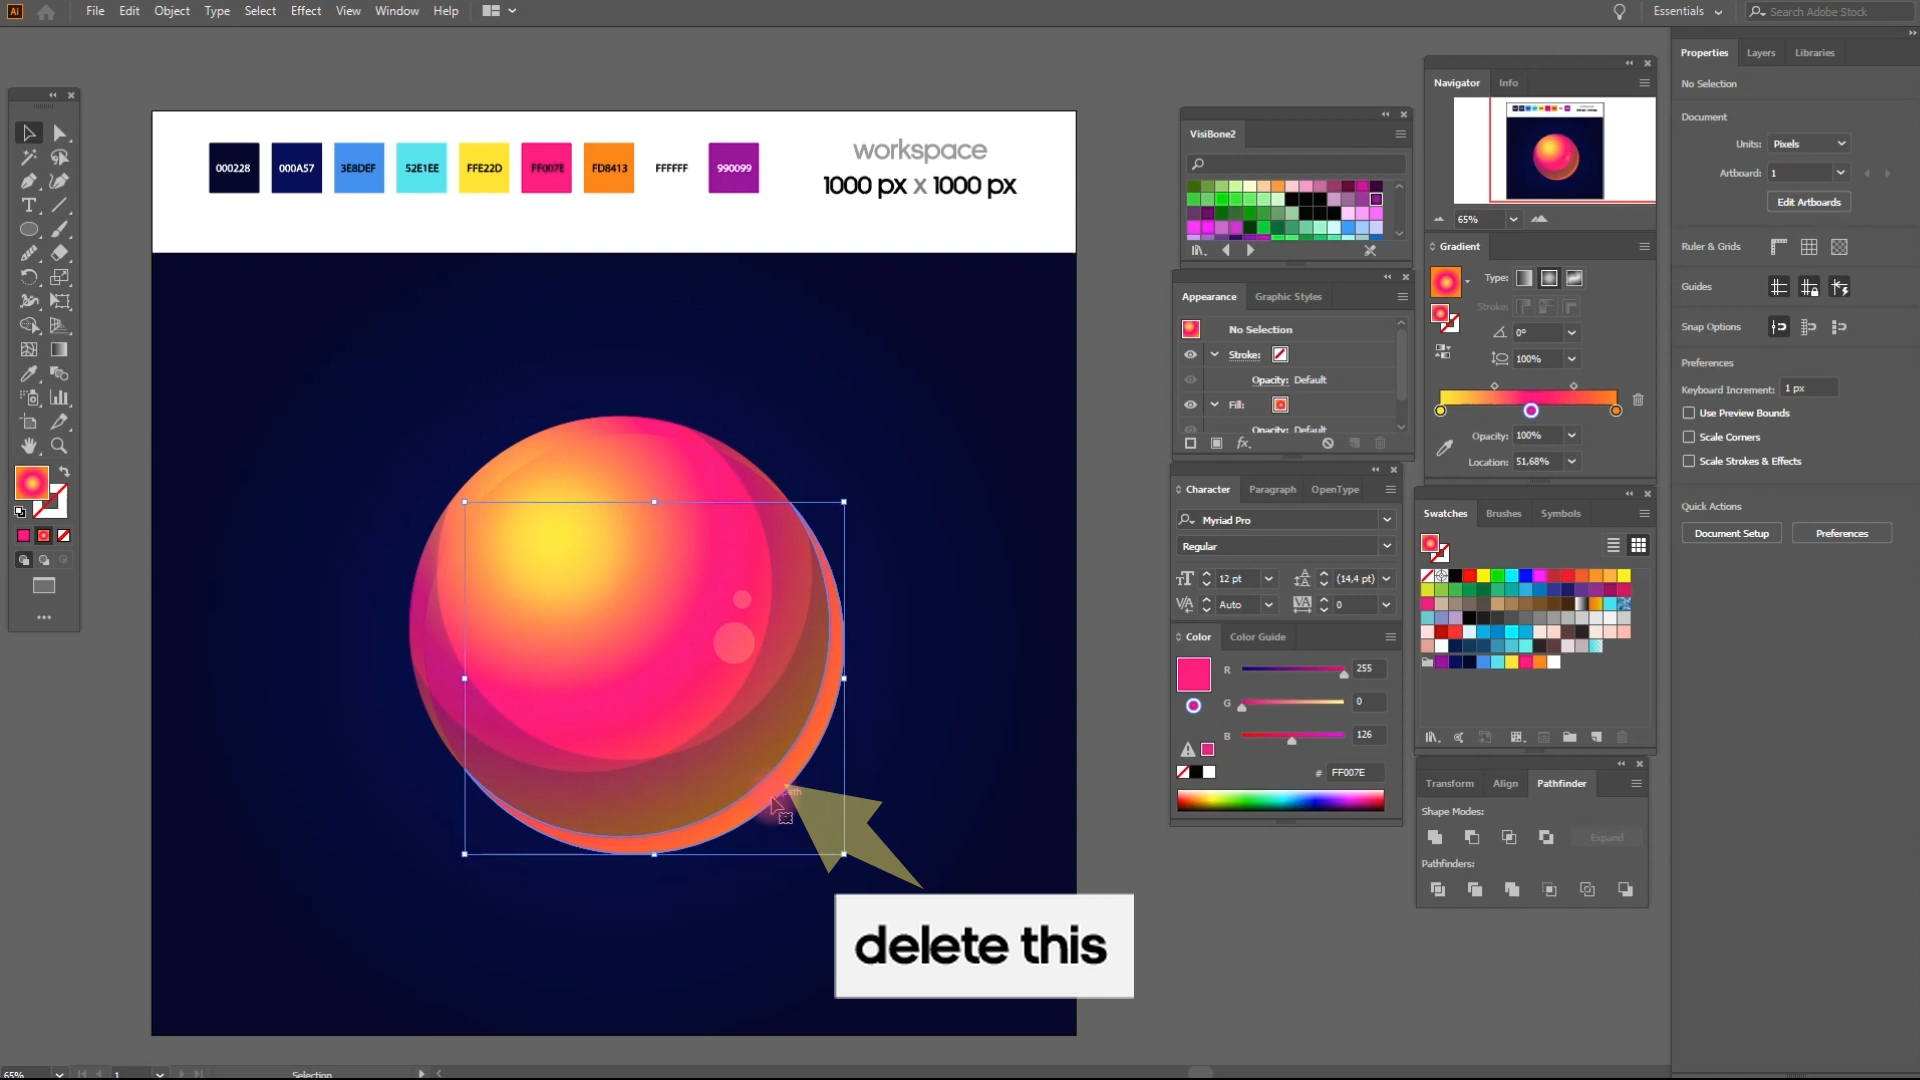 Ai File Edit Object Type Select Effect View Window Help
Essentials
Search Adobe Stock
000228 000A57 3E8DEF 52E1EE FFE22D FF007E FD8413 FFFFFF 990099
workspace
1000 px x 1000 px
path
delete this
65% 1 Selection
VisiBone2
Appearance Graphic Styles
No Selection
Stroke:
Opacity: Default
Fill:
Opacity: Default
fx.
Character Paragraph OpenType
Myriad Pro
Regular
12 pt (14,4 pt)
Auto 0
Color Color Guide
R 255
G 0
B 126
# FF007E
Navigator Info
65%
Gradient
Type:
Stroke:
0°
100%
Opacity: 100%
Location: 51,68%
Swatches Brushes Symbols
Transform Align Pathfinder
Shape Modes:
Expand
Pathfinders:
Properties Layers Libraries
No Selection
Document
Units: Pixels
Artboard: 1
Edit Artboards
Ruler & Grids
Guides
Snap Options
Preferences
Keyboard Increment: 1 px
Use Preview Bounds
Scale Corners
Scale Strokes & Effects
Quick Actions
Document Setup Preferences